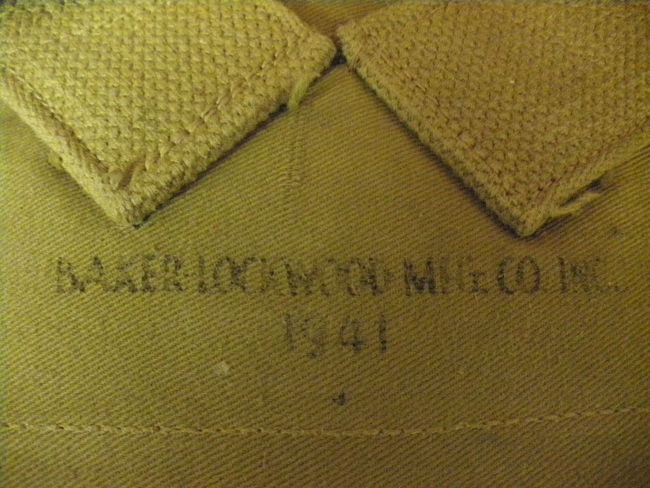 BAKER-LOCKWOOD MFG. CO. INC.
1941